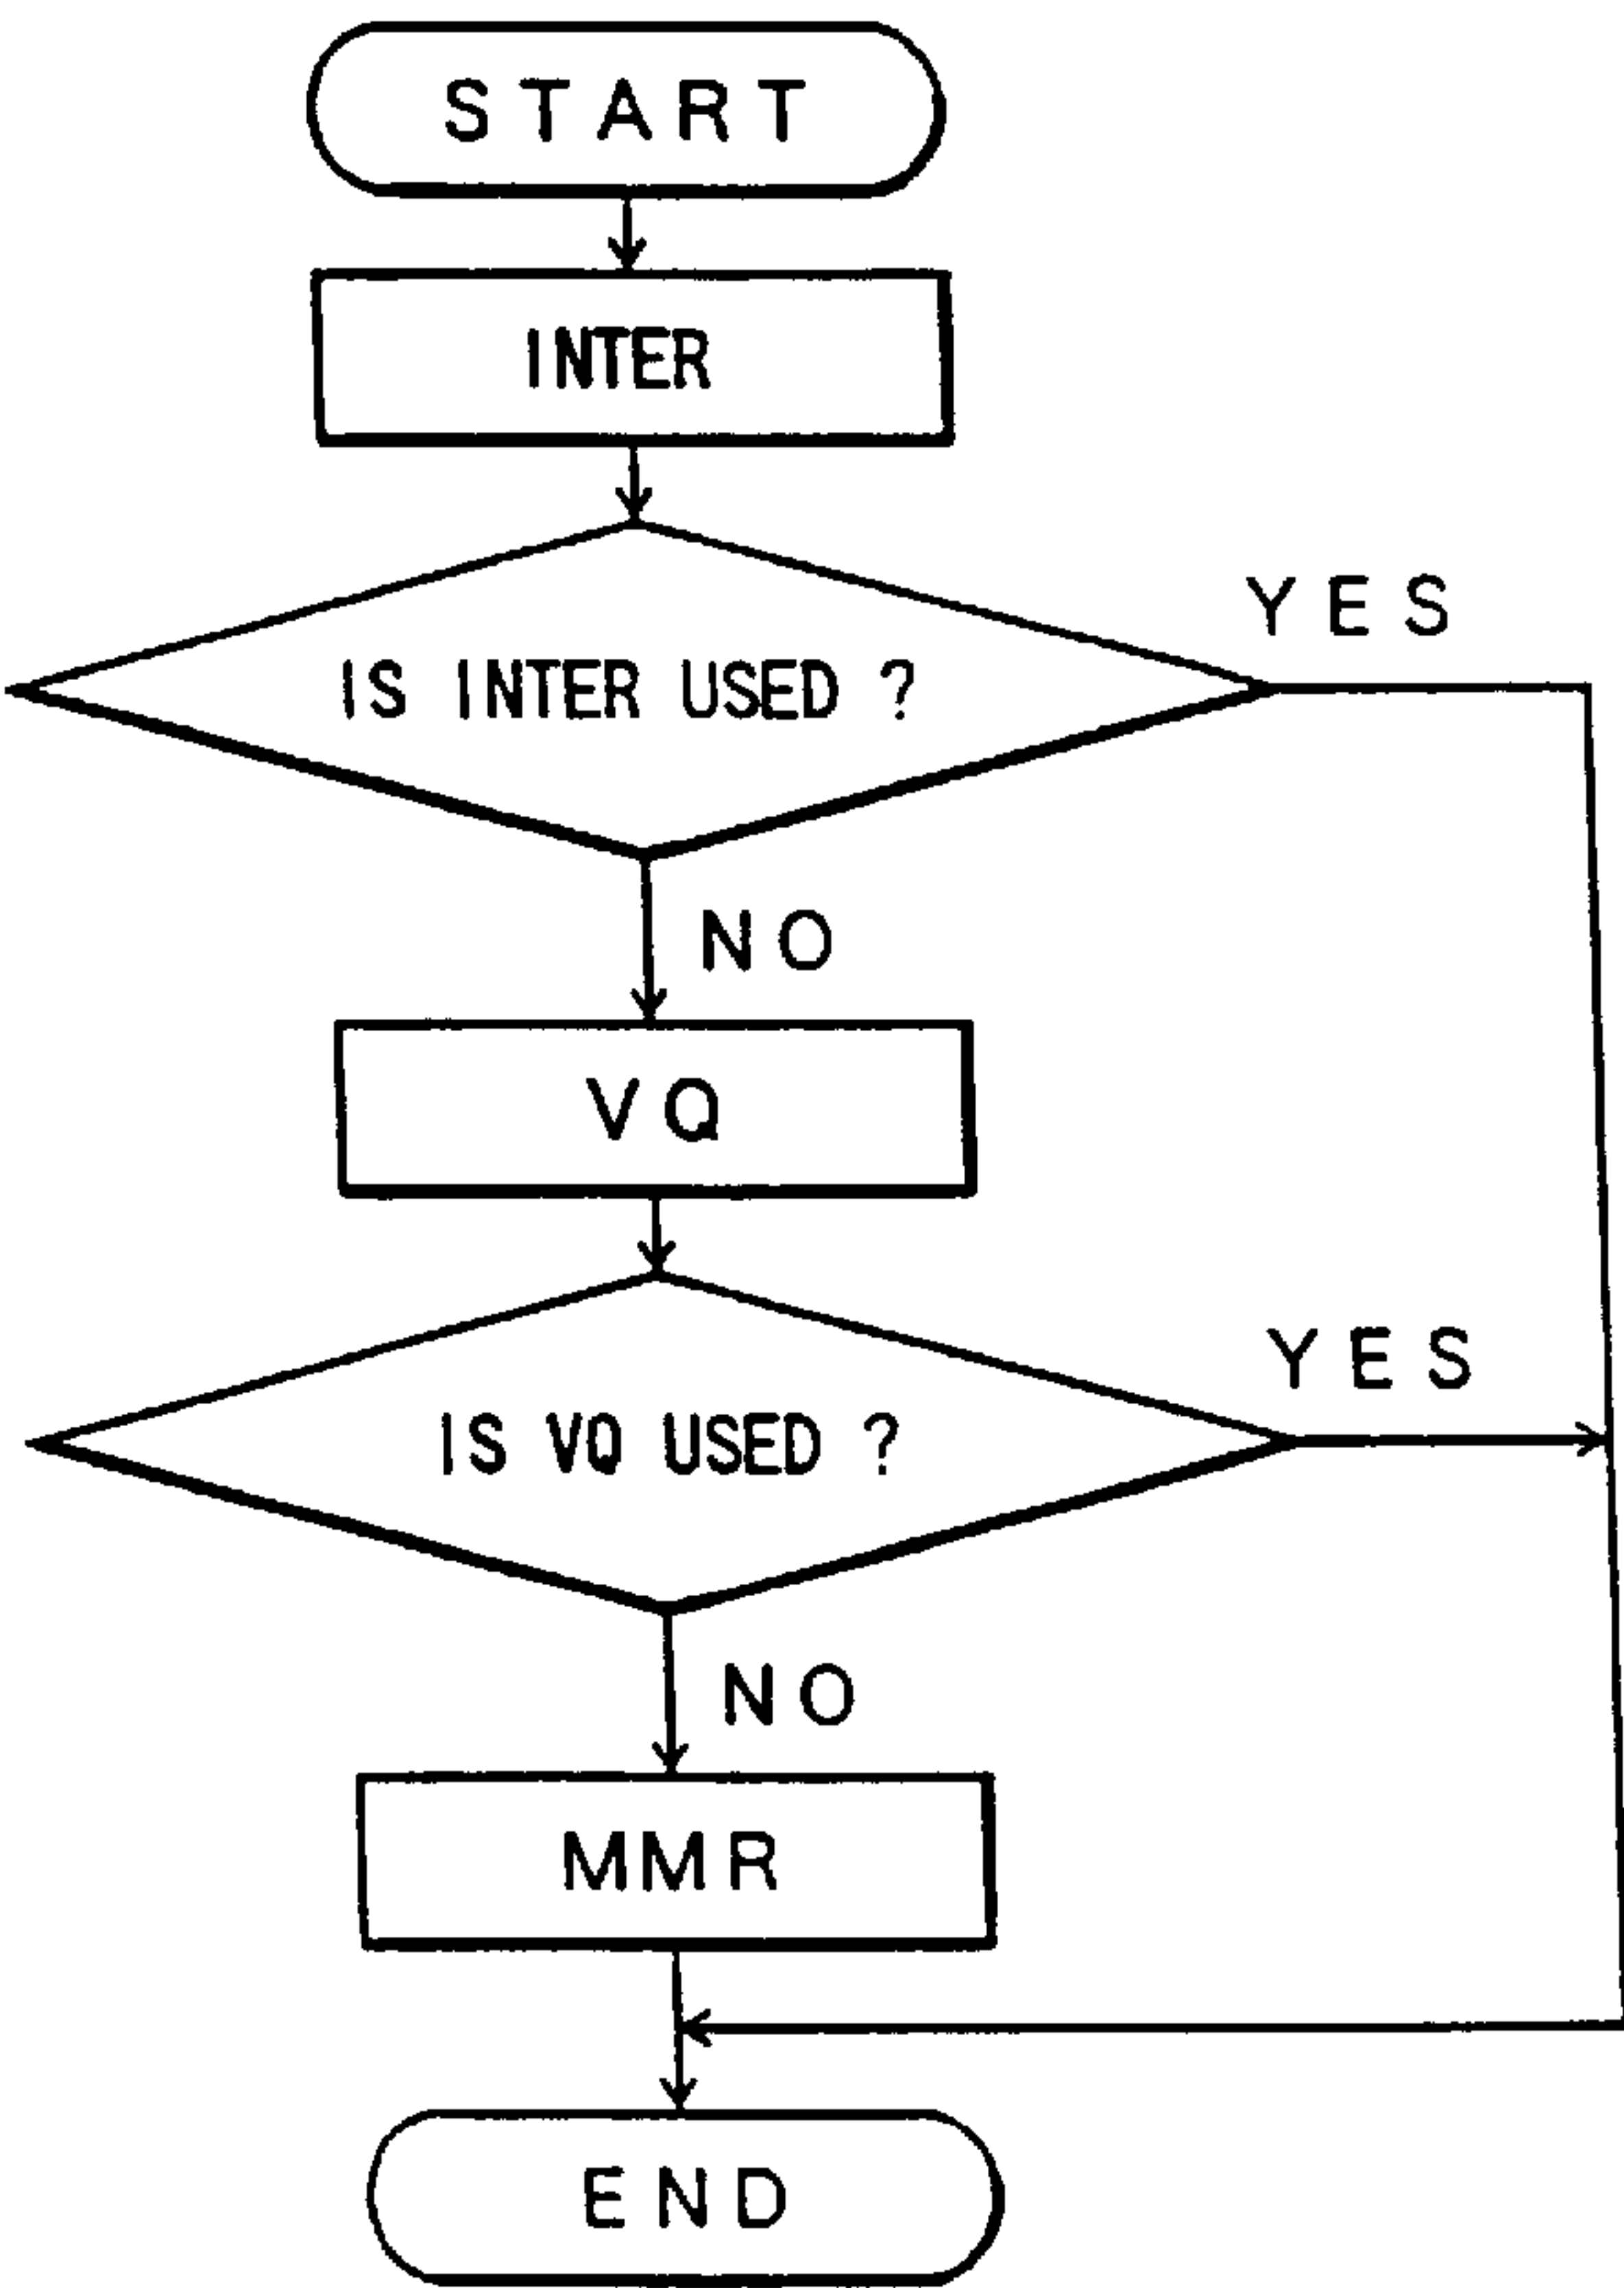 START
INTER
IS INTER USED ?
YES
NO
VQ
IS VQ USED ?
YES
NO
MMR
END